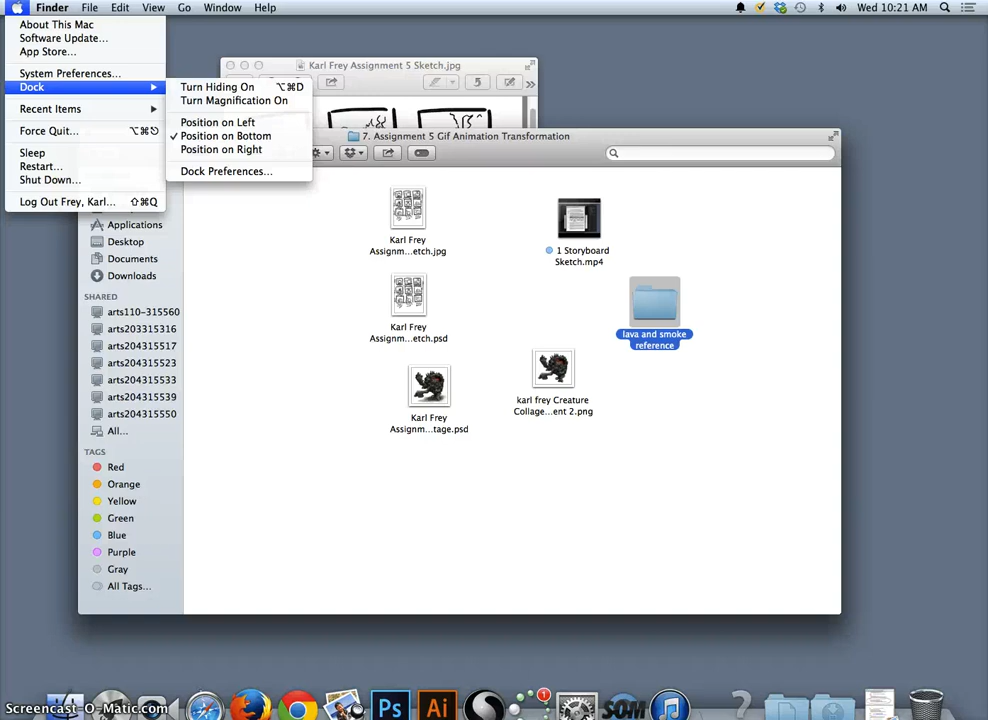 Finder File Edit View Go Window Help Wed 10:21 AM
About This Mac
Software Update...
App Store...
System Preferences...
Dock
Recent Items
Force Quit... ⌥⌘⎋
Sleep
Restart...
Shut Down...
Log Out Frey, Karl... ⇧⌘Q
Turn Hiding On ⌥⌘D
Turn Magnification On
Position on Left
✓ Position on Bottom
Position on Right
Dock Preferences...
Karl Frey Assignment 5 Sketch.jpg
7. Assignment 5 Gif Animation Transformation
Applications
Desktop
Documents
Downloads
SHARED
arts110-315560
arts203315316
arts204315517
arts204315523
arts204315533
arts204315539
arts204315550
All...
TAGS
Red
Orange
Yellow
Green
Blue
Purple
Gray
All Tags...
Karl Frey
Assignm...etch.jpg
1 Storyboard
Sketch.mp4
Karl Frey
Assignm...etch.psd
lava and smoke
reference
Karl Frey
Assignm...tage.psd
karl frey Creature
Collage...ent 2.png
Ps
Ai
1
SOM
Screencast-O-Matic.com